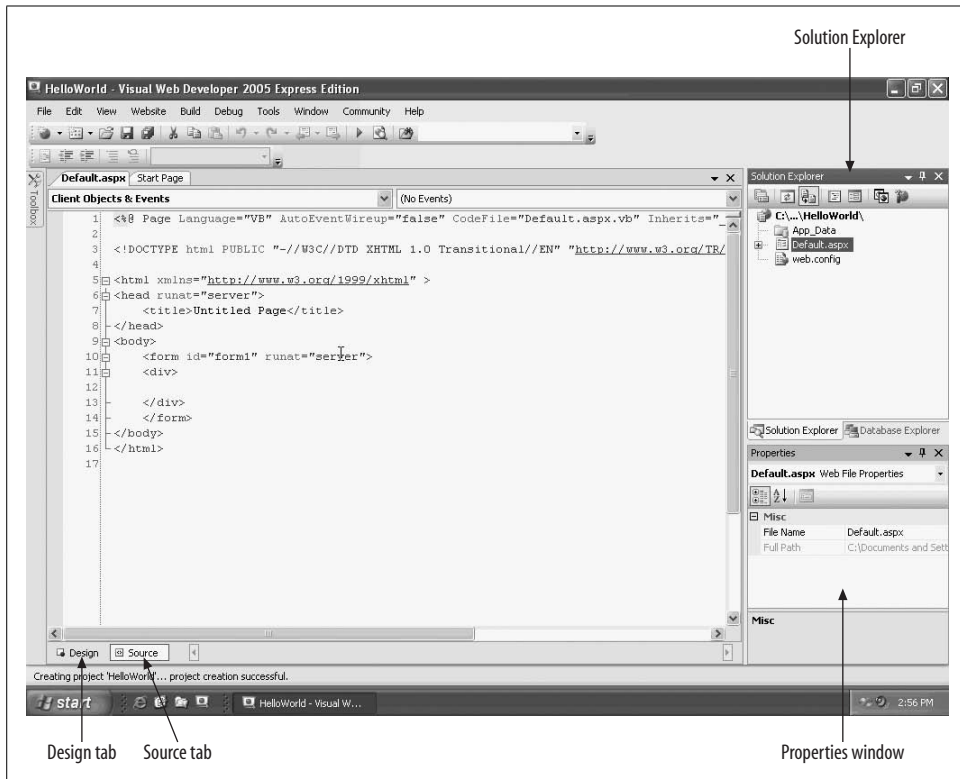 Solution Explorer
HelloWorld - Visual Web Developer 2005 Express Edition
File Edit View Website Build Debug Tools Window Community Help
Default.aspx Start Page
Toolbox
Client Objects & Events (No Events)
1 <%@ Page Language="VB" AutoEventWireup="false" CodeFile="Default.aspx.vb" Inherits="_
2
3 <!DOCTYPE html PUBLIC "-//W3C//DTD XHTML 1.0 Transitional//EN" "http://www.w3.org/TR/
4
5 <html xmlns="http://www.w3.org/1999/xhtml" >
6 <head runat="server">
7 <title>Untitled Page</title>
8 </head>
9 <body>
10 <form id="form1" runat="server">
11 <div>
12
13 </div>
14 </form>
15 </body>
16 </html>
17
Solution Explorer
C:\...\HelloWorld\
App_Data
Default.aspx
web.config
Solution Explorer Database Explorer
Properties
Default.aspx Web File Properties
Misc
File Name Default.aspx
Full Path C:\Documents and Sett
Misc
Design Source
Creating project 'HelloWorld'... project creation successful.
start HelloWorld - Visual W... 2:56 PM
Design tab Source tab Properties window